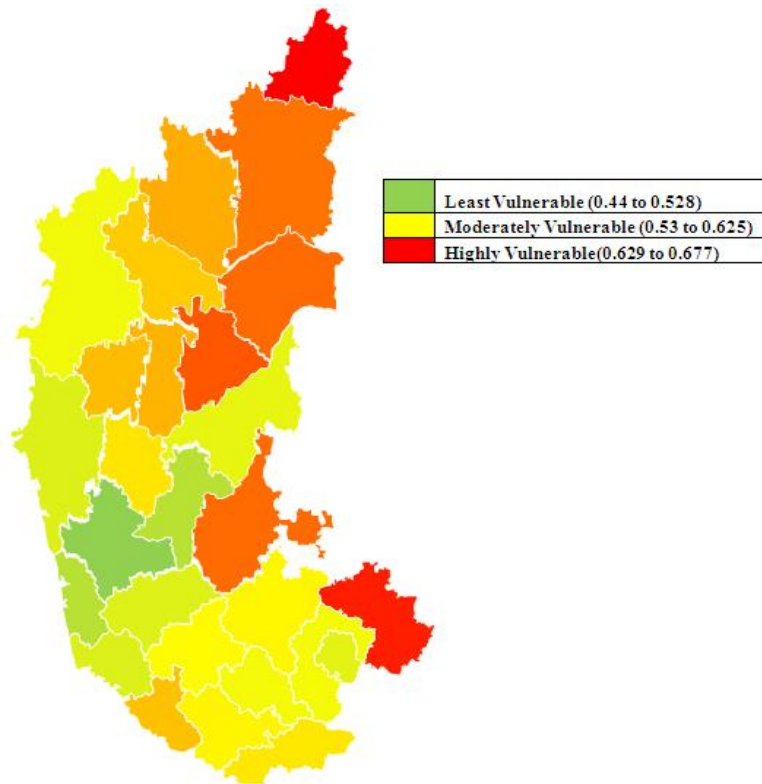 Least Vulnerable (0.44 to 0.528)
Moderately Vulnerable (0.53 to 0.625)
Highly Vulnerable(0.629 to 0.677)